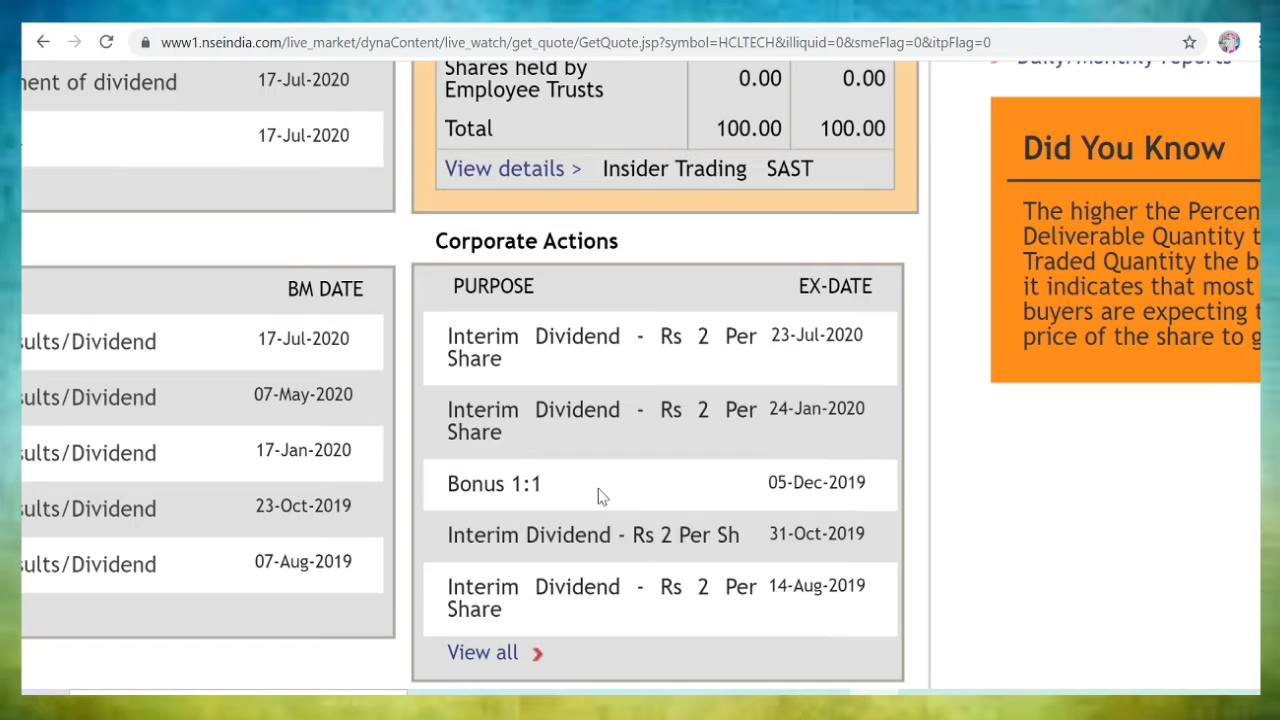 www1.nseindia.com/live_market/dynaContent/live_watch/get_quote/GetQuote.jsp?symbol=HCLTECH&illiquid=0&smeFlag=0&itpFlag=0
nent of dividend 17-Jul-2020
17-Jul-2020
Shares held by
Employee Trusts 0.00 0.00
Total 100.00 100.00
View details > Insider Trading SAST
Daily/Monthly reports
Did You Know
The higher the Percen
Deliverable Quantity t
Traded Quantity the b
it indicates that most
buyers are expecting t
price of the share to g
BM DATE
sults/Dividend 17-Jul-2020
sults/Dividend 07-May-2020
sults/Dividend 17-Jan-2020
sults/Dividend 23-Oct-2019
sults/Dividend 07-Aug-2019
Corporate Actions
PURPOSE EX-DATE
Interim Dividend - Rs 2 Per 23-Jul-2020
Share
Interim Dividend - Rs 2 Per 24-Jan-2020
Share
Bonus 1:1 05-Dec-2019
Interim Dividend - Rs 2 Per Sh 31-Oct-2019
Interim Dividend - Rs 2 Per 14-Aug-2019
Share
View all